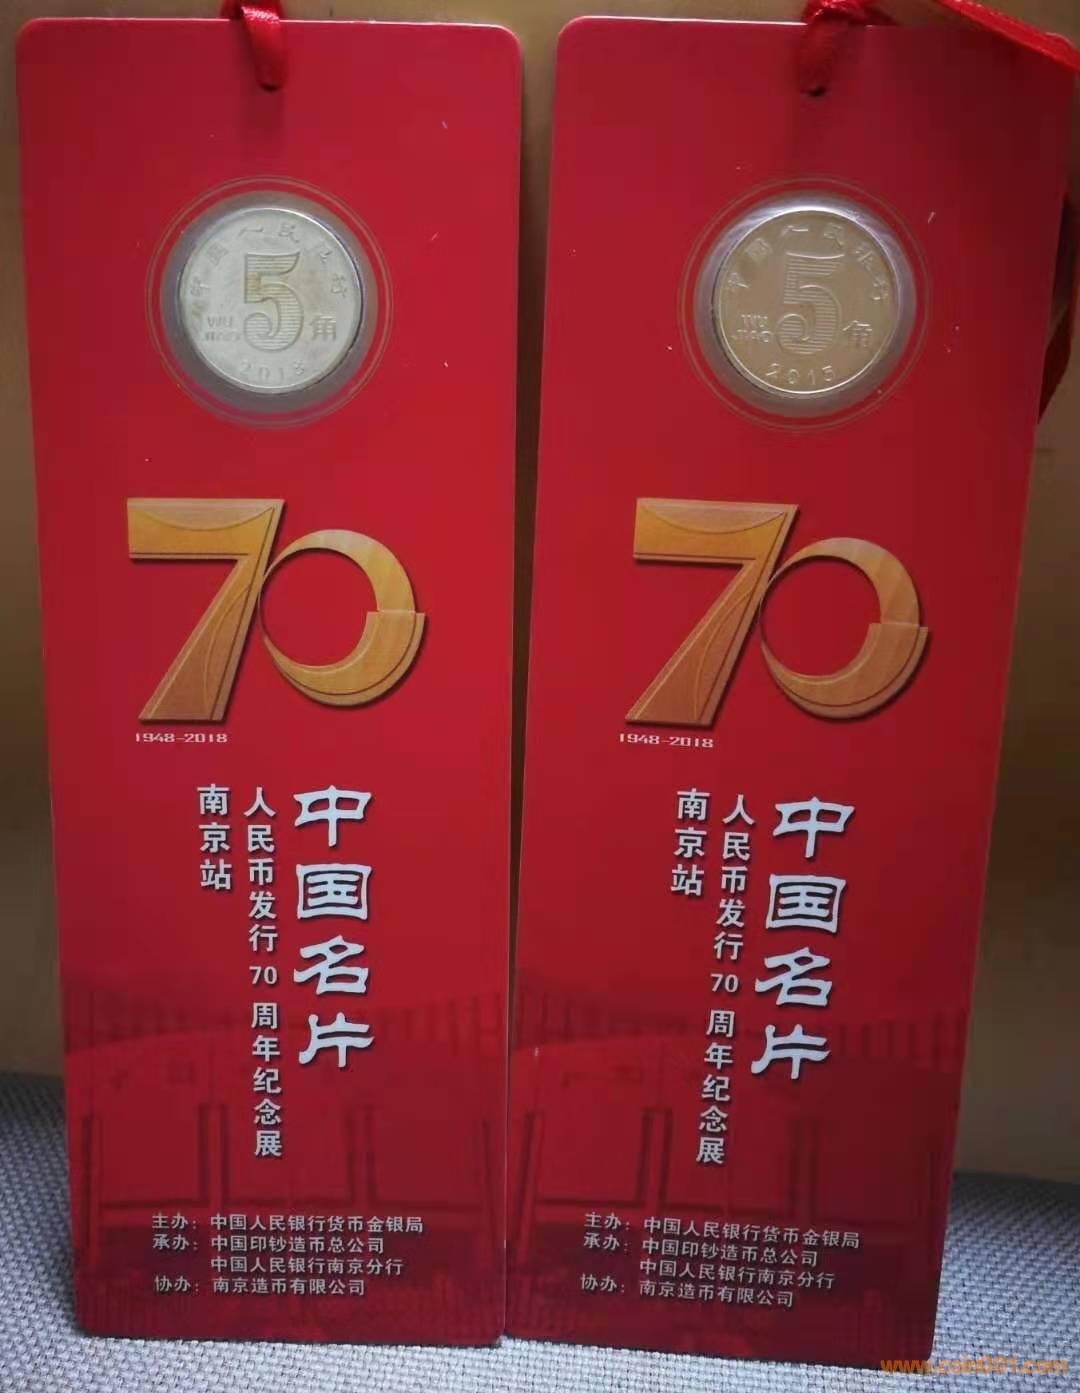 中国人民银行
5
角
WU
JIAO
2018
70
1948-2018
中国名片
人民币发行70周年纪念展
南京站
主办：中国人民银行货币金银局
承办：中国印钞造币总公司
中国人民银行南京分行
协办：南京造币有限公司
中国人民银行
5
角
WU
JIAO
2015
70
1948-2018
中国名片
人民币发行70周年纪念展
南京站
主办：中国人民银行货币金银局
承办：中国印钞造币总公司
中国人民银行南京分行
协办：南京造币有限公司
www.coin001.com